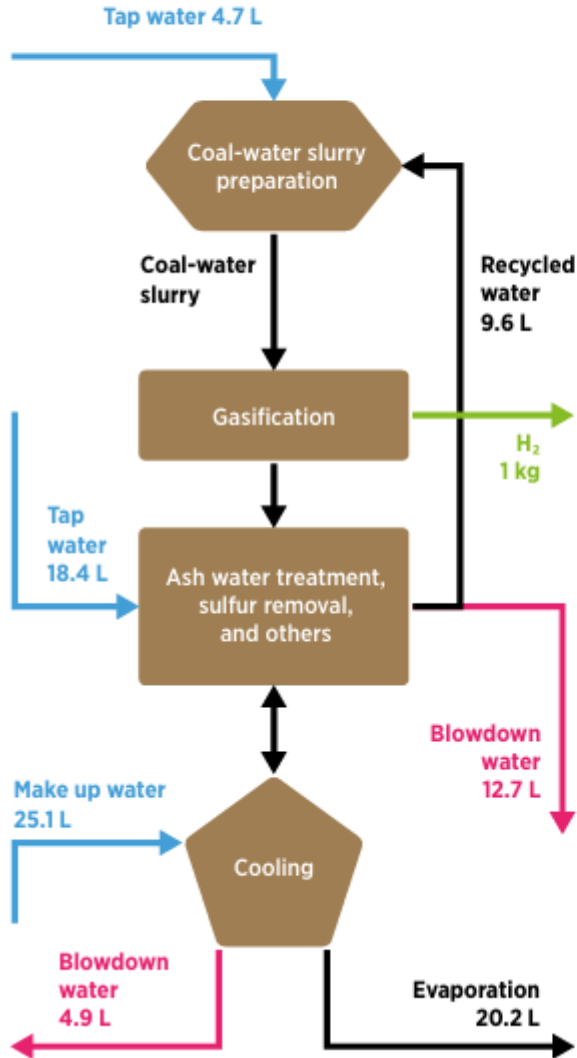 Tap water 4.7 L
Coal-water slurry
preparation
Coal-water
slurry
Recycled
water
9.6 L
Gasification
H₂
1 kg
Tap
water
18.4 L
Ash water treatment,
sulfur removal,
and others
Blowdown
water
12.7 L
Make up water
25.1 L
Cooling
Blowdown
water
4.9 L
Evaporation
20.2 L